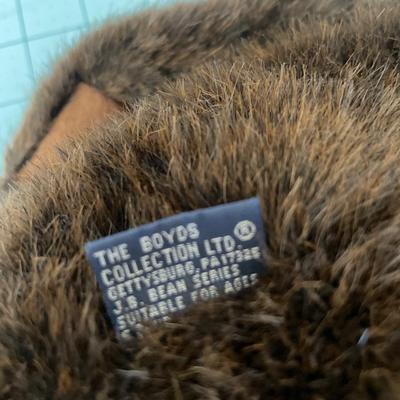 THE BOYDS
COLLECTION LTD®
GETTYSBURG, PA 17325
J.B. BEAN SERIES
SUITABLE FOR AGES